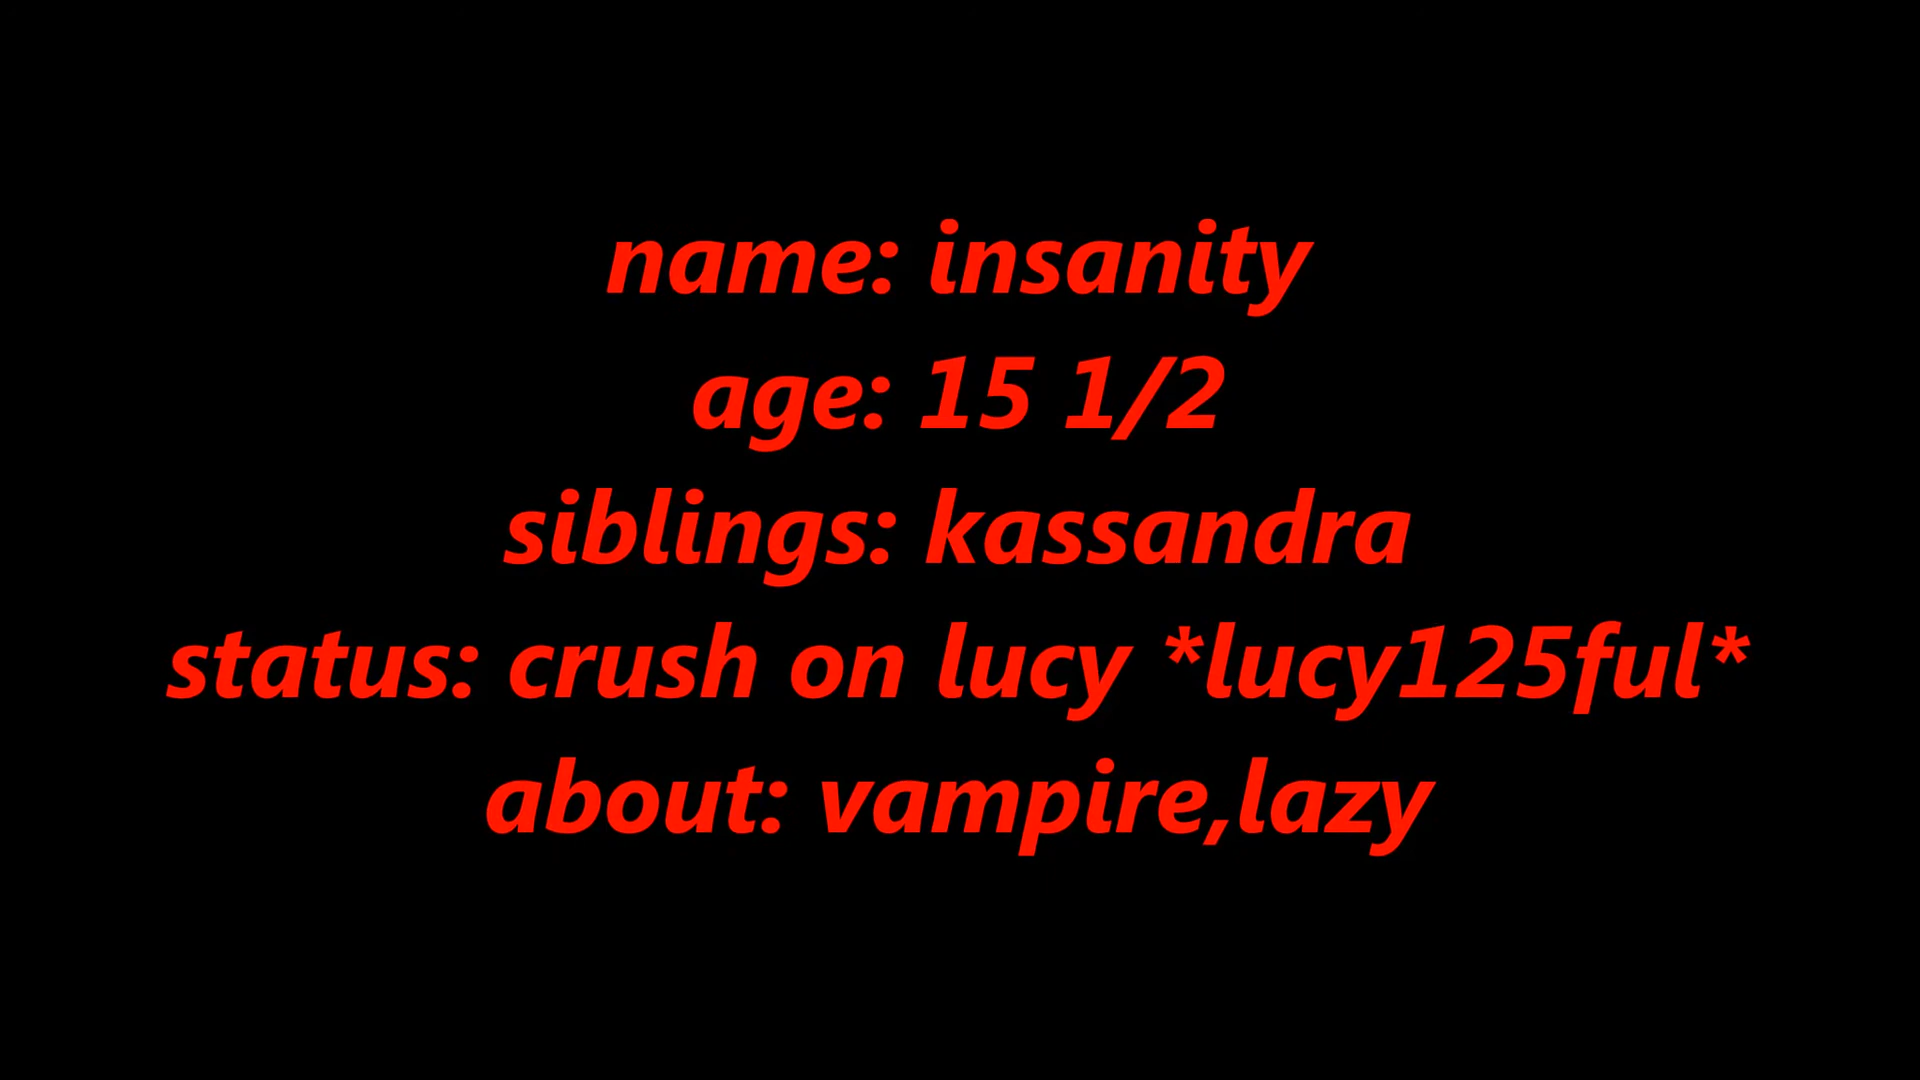 name: insanity
age: 15 1/2
siblings: kassandra
status: crush on lucy *lucy125ful*
about: vampire,lazy